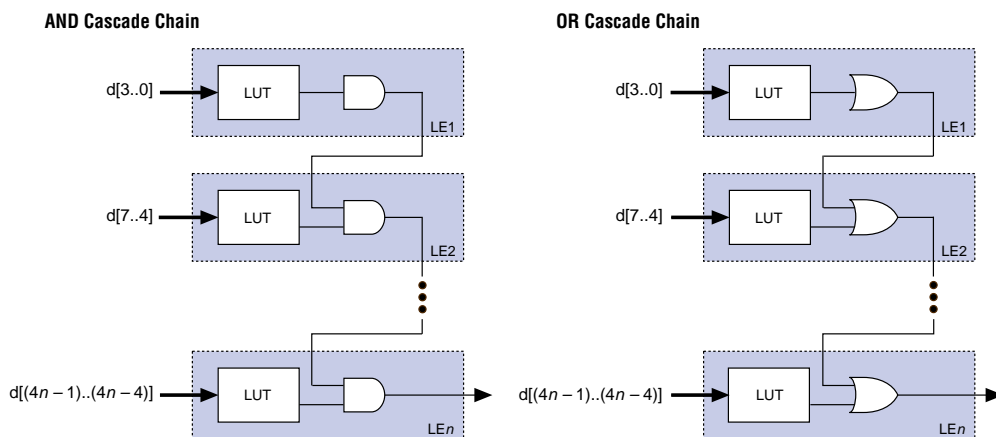 AND Cascade Chain
d[3..0]
LUT
LE1
d[7..4]
LUT
LE2
d[(4n – 1)..(4n – 4)]
LUT
LEn
OR Cascade Chain
d[3..0]
LUT
LE1
d[7..4]
LUT
LE2
d[(4n – 1)..(4n – 4)]
LUT
LEn